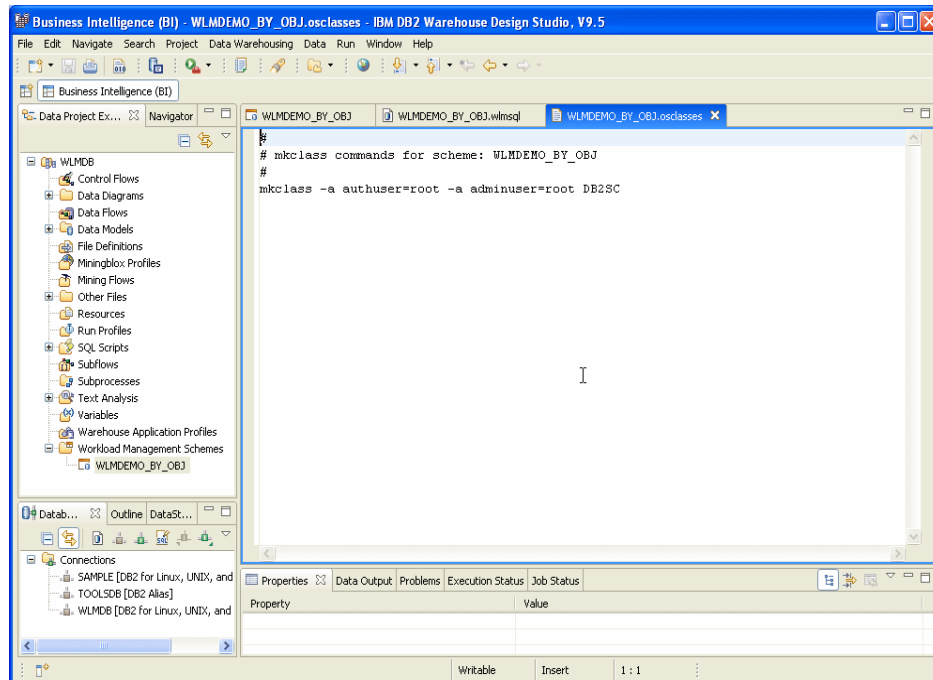 Business Intelligence (BI) - WLMDEMO_BY_OBJ.osclasses - IBM DB2 Warehouse Design Studio, V9.5
File Edit Navigate Search Project Data Warehousing Data Run Window Help
Business Intelligence (BI)
Data Project Ex... Navigator
WLMDB
Control Flows
Data Diagrams
Data Flows
Data Models
File Definitions
Miningblox Profiles
Mining Flows
Other Files
Resources
Run Profiles
SQL Scripts
Subflows
Subprocesses
Text Analysis
Variables
Warehouse Application Profiles
Workload Management Schemes
WLMDEMO_BY_OBJ
WLMDEMO_BY_OBJ WLMDEMO_BY_OBJ.wlmsql WLMDEMO_BY_OBJ.osclasses
#
# mkclass commands for scheme: WLMDEMO_BY_OBJ
#
mkclass -a authuser=root -a adminuser=root DB2SC
Datab... Outline DataSt...
Connections
SAMPLE [DB2 for Linux, UNIX, and
TOOLSDB [DB2 Alias]
WLMDB [DB2 for Linux, UNIX, and
Properties Data Output Problems Execution Status Job Status
Property Value
Writable Insert 1 : 1